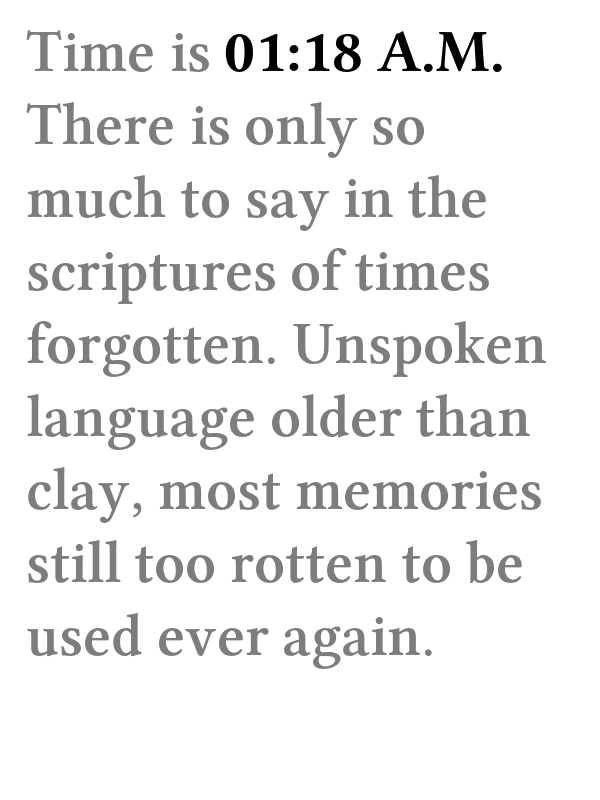 Time is 01:18 A.M.
There is only so
much to say in the
scriptures of times
forgotten. Unspoken
language older than
clay, most memories
still too rotten to be
used ever again.